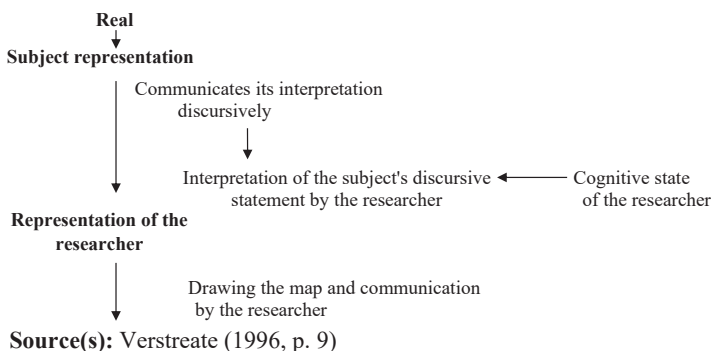 Real
Subject representation
Communicates its interpretation
discursively
Interpretation of the subject's discursive
statement by the researcher
Cognitive state
of the researcher
Representation of the
researcher
Drawing the map and communication
by the researcher
Source(s): Verstreate (1996, p. 9)